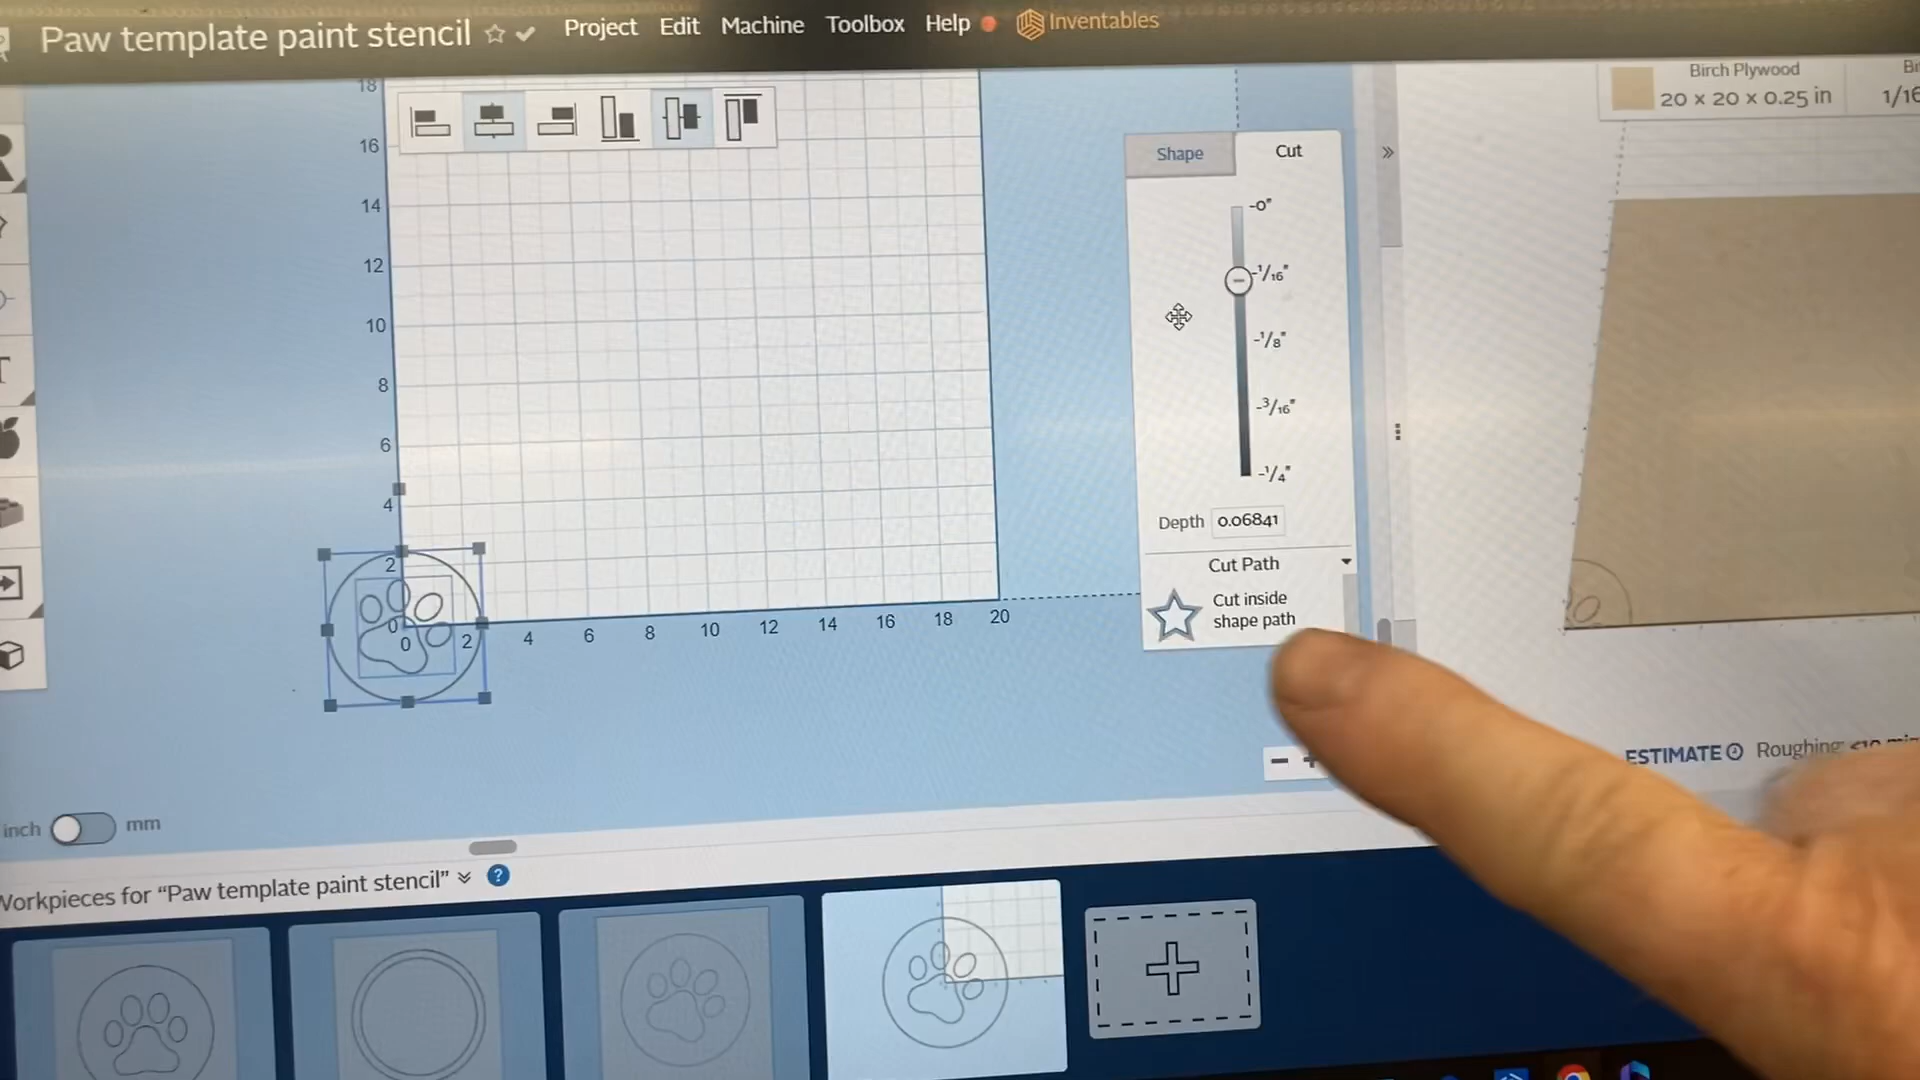 Paw template paint stencil
Project Edit Machine Toolbox Help Inventables
Birch Plywood
20 x 20 x 0.25 in
1/16
Shape Cut
-0"
-1/16"
-1/8"
-3/16"
-1/4"
Depth 0.06841
Cut Path
Cut inside
shape path
18
16
14
12
10
8
6
4
2
0
0 2 4 6 8 10 12 14 16 18 20
ESTIMATE Roughing:
inch mm
Workpieces for “Paw template paint stencil”